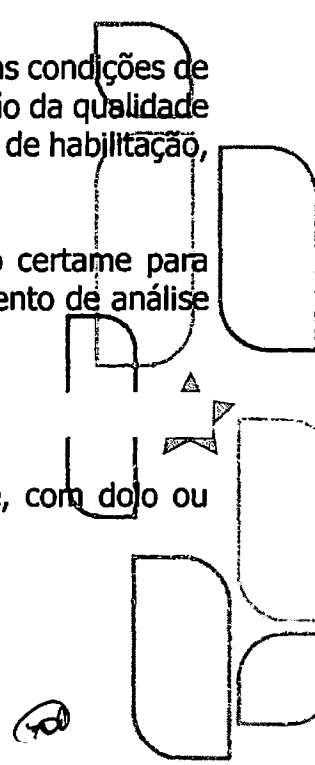 as condições de
io da qualidade
de habilitação,
o certame para
ento de análise
e, com dolo ou